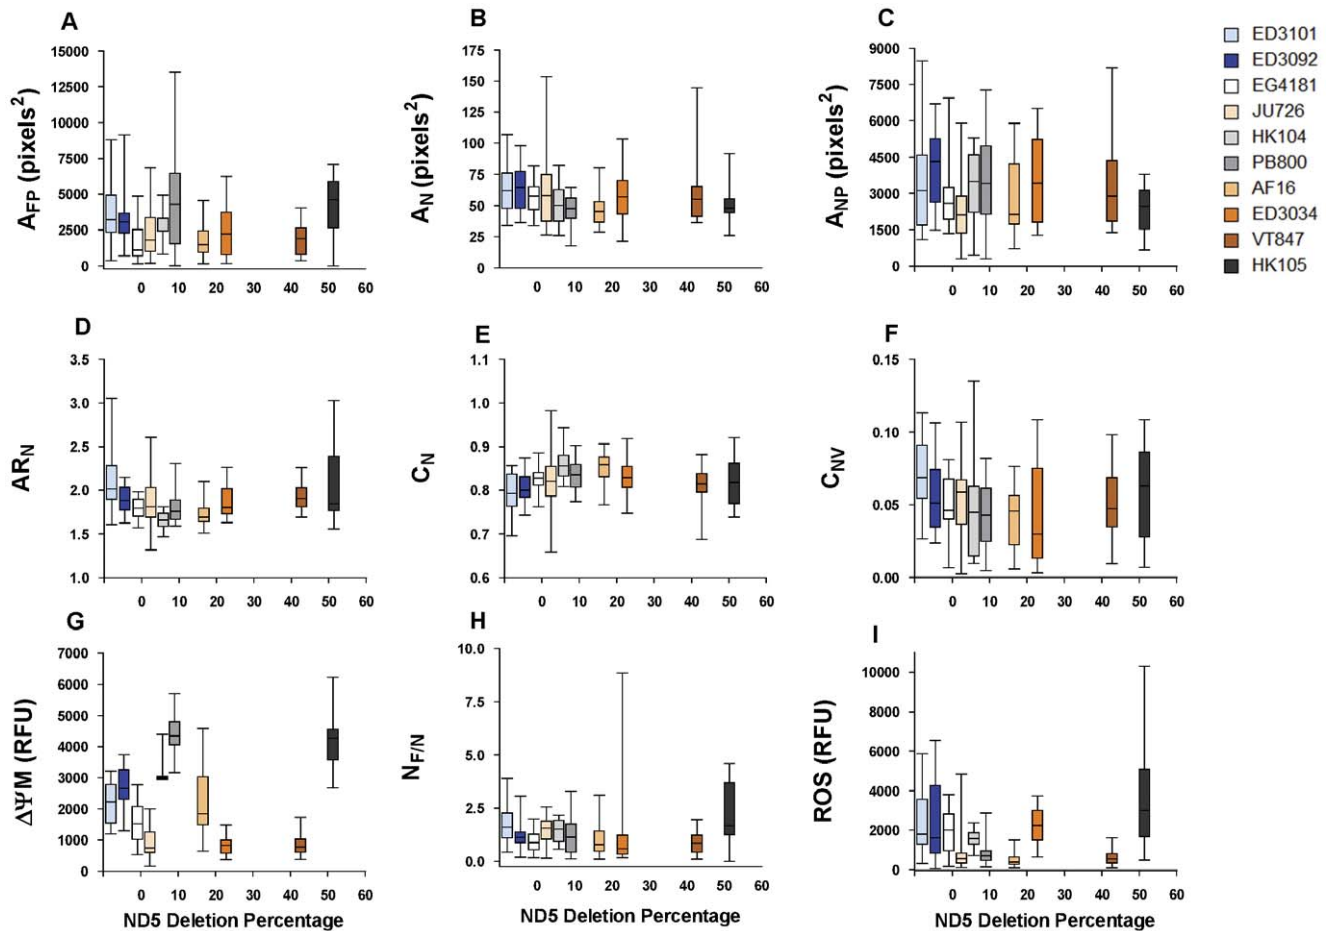 A
B
C
ED3101
ED3092
EG4181
JU726
HK104
PB800
AF16
ED3034
VT847
HK105
A_FP (pixels²)
15000
12500
10000
7500
5000
2500
0
0 10 20 30 40 50 60
A_N (pixels²)
175
150
125
100
75
50
25
0
0 10 20 30 40 50 60
A_NP (pixels²)
9000
7500
6000
4500
3000
1500
0
0 10 20 30 40 50 60
D
E
F
AR_N
3.5
3.0
2.5
2.0
1.5
1.0
0 10 20 30 40 50 60
C_N
1.1
1.0
0.9
0.8
0.7
0.6
0 10 20 30 40 50 60
C_NV
0.15
0.10
0.05
0.00
0 10 20 30 40 50 60
G
H
I
ΔΨM (RFU)
7000
6000
5000
4000
3000
2000
1000
0
0 10 20 30 40 50 60
ND5 Deletion Percentage
N_F/N
10.0
7.5
5.0
2.5
0.0
0 10 20 30 40 50 60
ND5 Deletion Percentage
ROS (RFU)
10000
8000
6000
4000
2000
0
0 10 20 30 40 50 60
ND5 Deletion Percentage